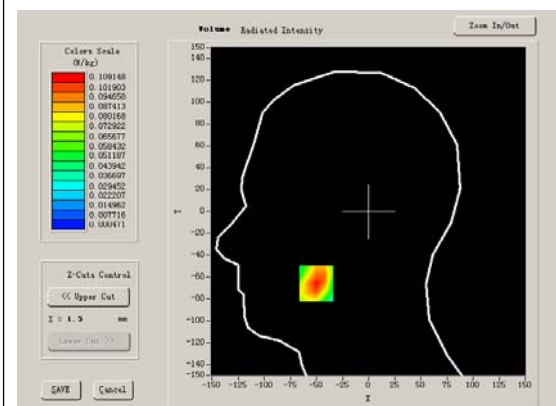 Volume Radiated Intensity
Zoom In/Out
Colors Scale
(W/kg)
0.109148
0.101903
0.094658
0.087413
0.080168
0.072922
0.065677
0.058432
0.051187
0.043942
0.036697
0.029452
0.022207
0.014962
0.007716
0.000471
Z-Cuts Control
<< Upper Cut
Z = 1.5 mm
Lower Cut >>
SAVE
Cancel
150
140
120
100
80
60
40
20
0
-20
-40
-60
-80
-100
-120
-140
-150
Y
-150 -125 -100 -75 -50 -25 0 25 50 75 100 125 150
X